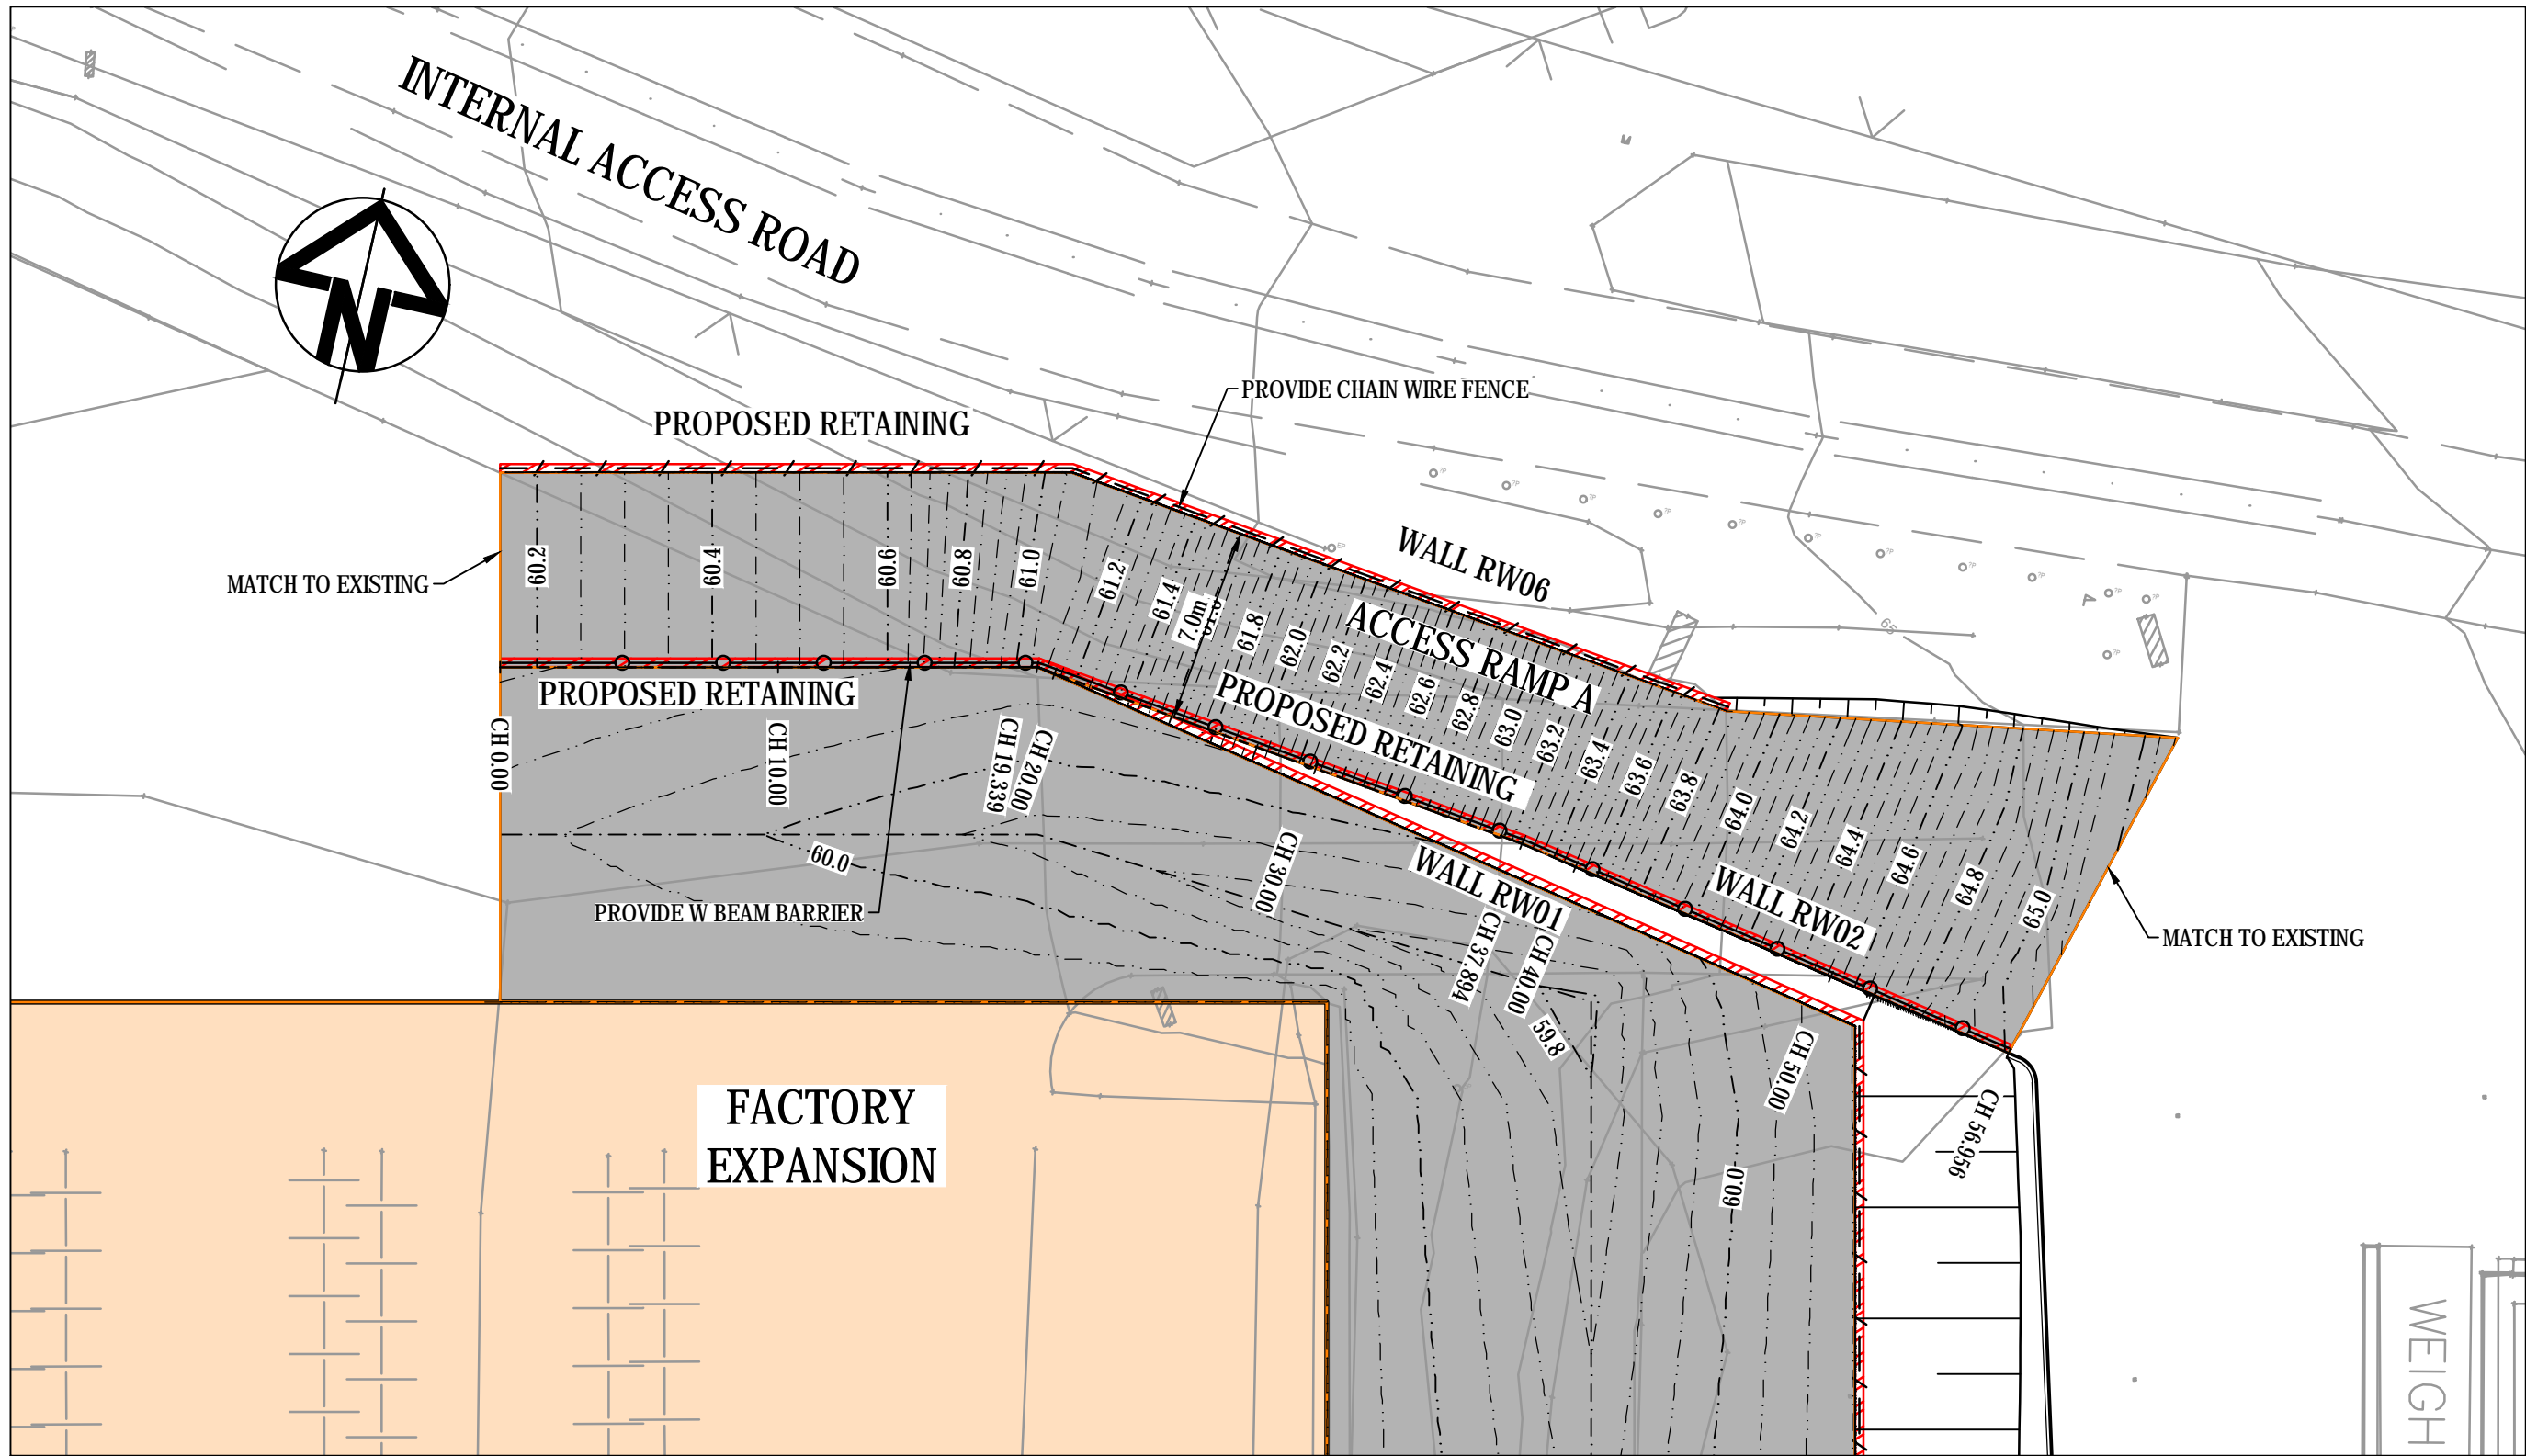 INTERNAL ACCESS ROAD
N
PROVIDE CHAIN WIRE FENCE
PROPOSED RETAINING
WALL RW06
MATCH TO EXISTING
60.2
60.4
60.6
60.8
61.0
61.2
61.4
7.0m
61.8
62.0
62.2
62.4
62.6
62.8
63.0
63.2
63.4
63.6
63.8
64.0
64.2
64.4
64.6
64.8
65.0
65
ACCESS RAMP A
PROPOSED RETAINING
PROPOSED RETAINING
WALL RW01
WALL RW02
MATCH TO EXISTING
CH 0.00
CH 10.00
CH 19.339
CH 20.00
CH 30.00
CH 37.894
CH 40.00
CH 50.00
CH 56.956
60.0
59.8
60.0
PROVIDE W BEAM BARRIER
FACTORY
EXPANSION
WEIGH